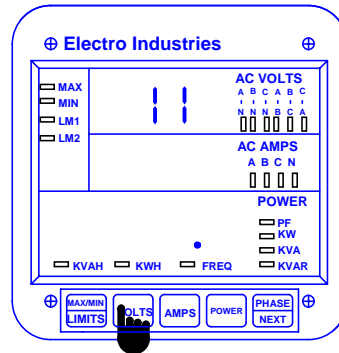 Electro Industries
MAX
MIN
LM1
LM2
11
AC VOLTS
A B C A B C
N N N B C A
AC AMPS
A B C N
POWER
PF
KW
KVA
KVAR
KVAH
KWH
FREQ
MAX/MIN
LIMITS
OLTS
AMPS
POWER
PHASE
NEXT